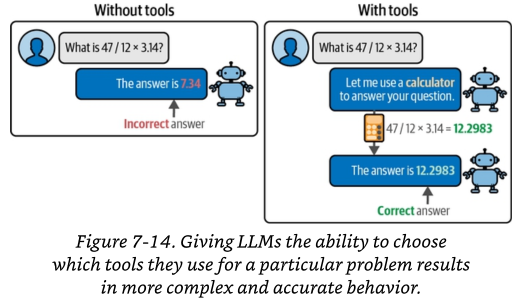 Without tools
What is 47 / 12 × 3.14?
The answer is 7.34
Incorrect answer
With tools
What is 47 / 12 × 3.14?
Let me use a calculator
to answer your question.
47 / 12 × 3.14 = 12.2983
The answer is 12.2983
Correct answer
Figure 7-14. Giving LLMs the ability to choose
which tools they use for a particular problem results
in more complex and accurate behavior.